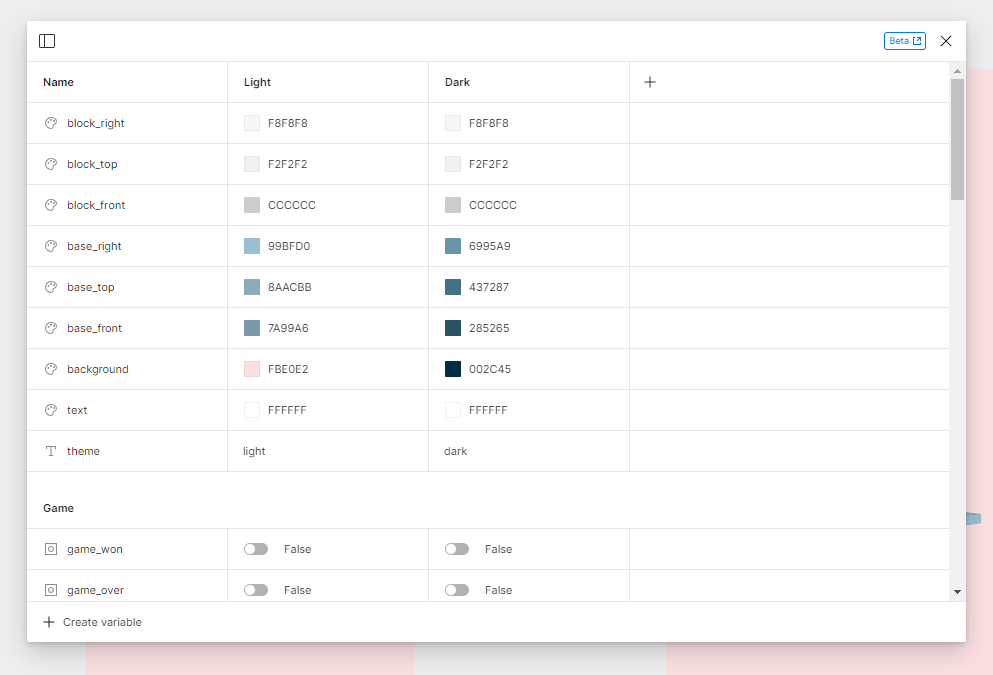 Beta
Name Light Dark
block_right F8F8F8 F8F8F8
block_top F2F2F2 F2F2F2
block_front CCCCCC CCCCCC
base_right 99BFD0 6995A9
base_top 8AACBB 437287
base_front 7A99A6 285265
background FBE0E2 002C45
text FFFFFF FFFFFF
theme light dark
Game
game_won False False
game_over False False
Create variable